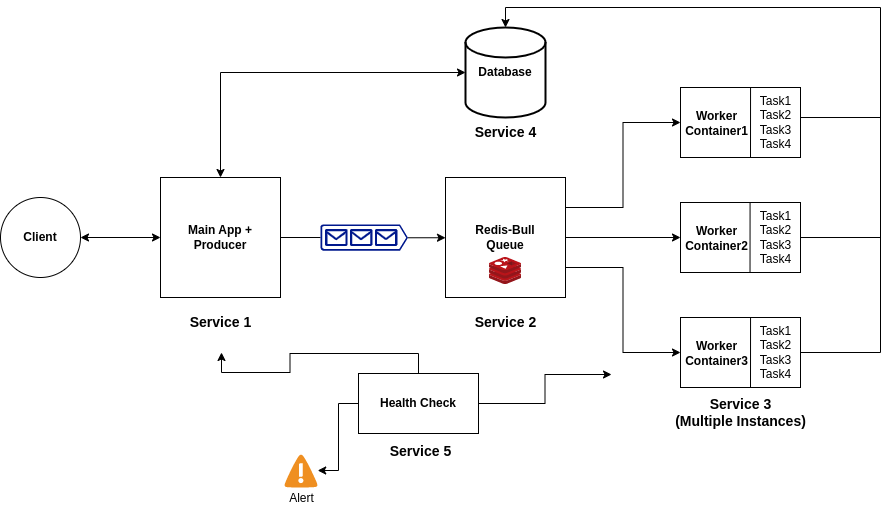 Database
Service 4
Worker
Container1
Task1
Task2
Task3
Task4
Client
Main App +
Producer
Service 1
Redis-Bull
Queue
Service 2
Worker
Container2
Task1
Task2
Task3
Task4
Worker
Container3
Task1
Task2
Task3
Task4
Service 3
(Multiple Instances)
Health Check
Service 5
Alert